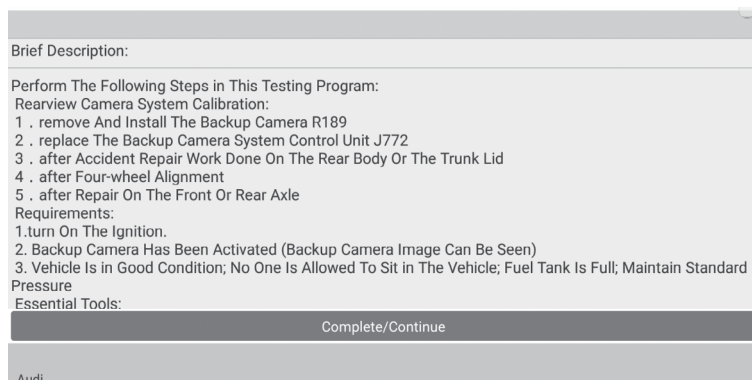 Brief Description:
Perform The Following Steps in This Testing Program:
Rearview Camera System Calibration:
1 . remove And Install The Backup Camera R189
2 . replace The Backup Camera System Control Unit J772
3 . after Accident Repair Work Done On The Rear Body Or The Trunk Lid
4 . after Four-wheel Alignment
5 . after Repair On The Front Or Rear Axle
Requirements:
1.turn On The Ignition.
2. Backup Camera Has Been Activated (Backup Camera Image Can Be Seen)
3. Vehicle Is in Good Condition; No One Is Allowed To Sit in The Vehicle; Fuel Tank Is Full; Maintain Standard
Pressure
Essential Tools:
Complete/Continue
Audi